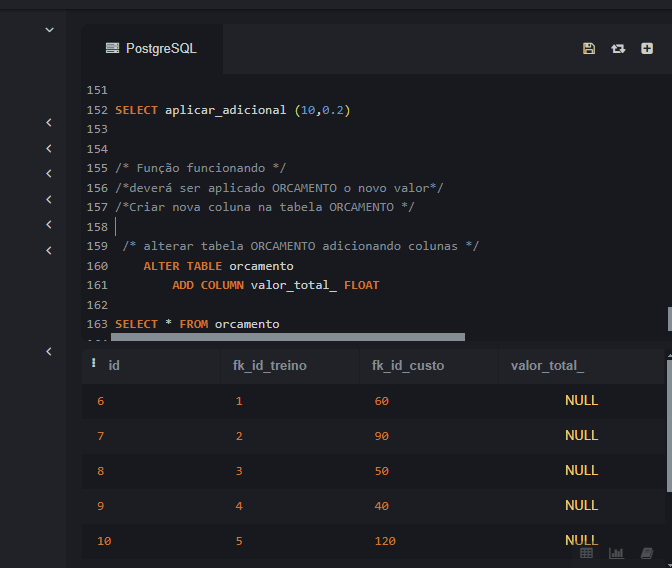 PostgreSQL
151
152 SELECT aplicar_adicional (10,0.2)
153
154
155 /* Função funcionando */
156 /*deverá ser aplicado ORCAMENTO o novo valor*/
157 /*Criar nova coluna na tabela ORCAMENTO */
158
159 /* alterar tabela ORCAMENTO adicionando colunas */
160 ALTER TABLE orcamento
161 ADD COLUMN valor_total_ FLOAT
162
163 SELECT * FROM orcamento
id fk_id_treino fk_id_custo valor_total_
6 1 60 NULL
7 2 90 NULL
8 3 50 NULL
9 4 40 NULL
10 5 120 NULL